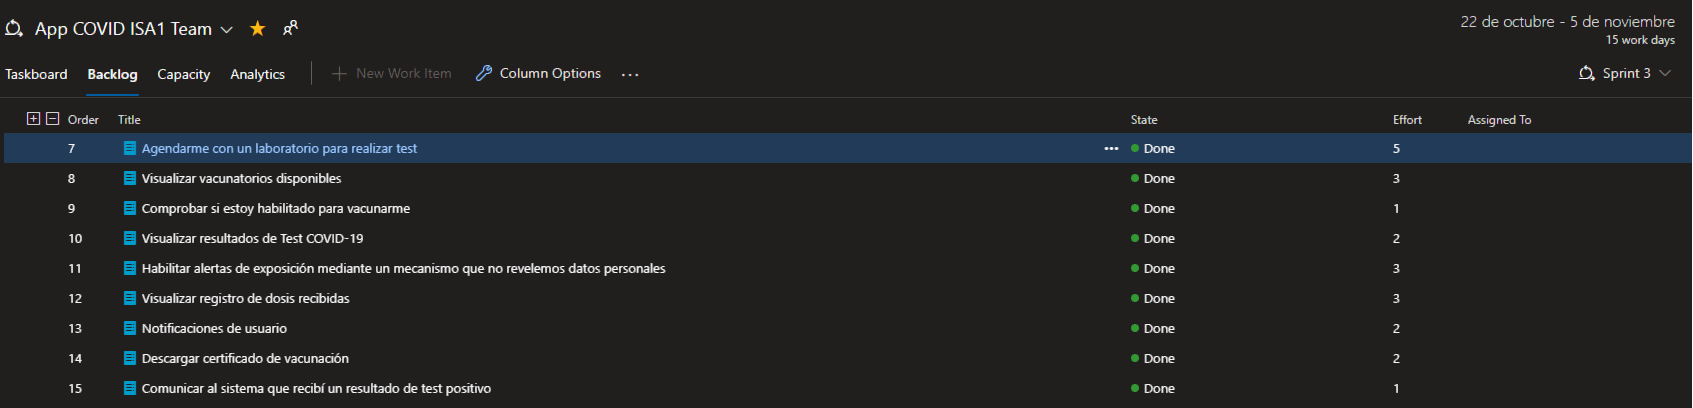 App COVID ISA1 Team
22 de octubre - 5 de noviembre
15 work days
Taskboard Backlog Capacity Analytics New Work Item Column Options ... Sprint 3
Order Title State Effort Assigned To
7 Agendarme con un laboratorio para realizar test ... Done 5
8 Visualizar vacunatorios disponibles Done 3
9 Comprobar si estoy habilitado para vacunarme Done 1
10 Visualizar resultados de Test COVID-19 Done 2
11 Habilitar alertas de exposición mediante un mecanismo que no revelemos datos personales Done 3
12 Visualizar registro de dosis recibidas Done 3
13 Notificaciones de usuario Done 2
14 Descargar certificado de vacunación Done 2
15 Comunicar al sistema que recibí un resultado de test positivo Done 1